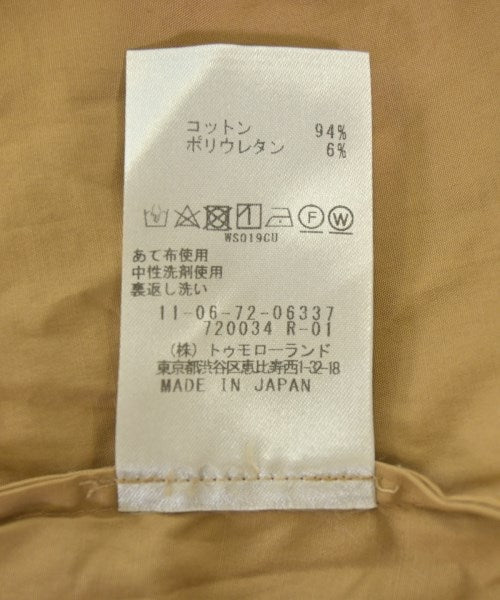 コットン 94%
ポリウレタン 6%
F W
WS019CU
あて布使用
中性洗剤使用
裏返し洗い
11-06-72-06337
720034 R-01
(株) トゥモローランド
東京都渋谷区恵比寿西1-32-18
MADE IN JAPAN